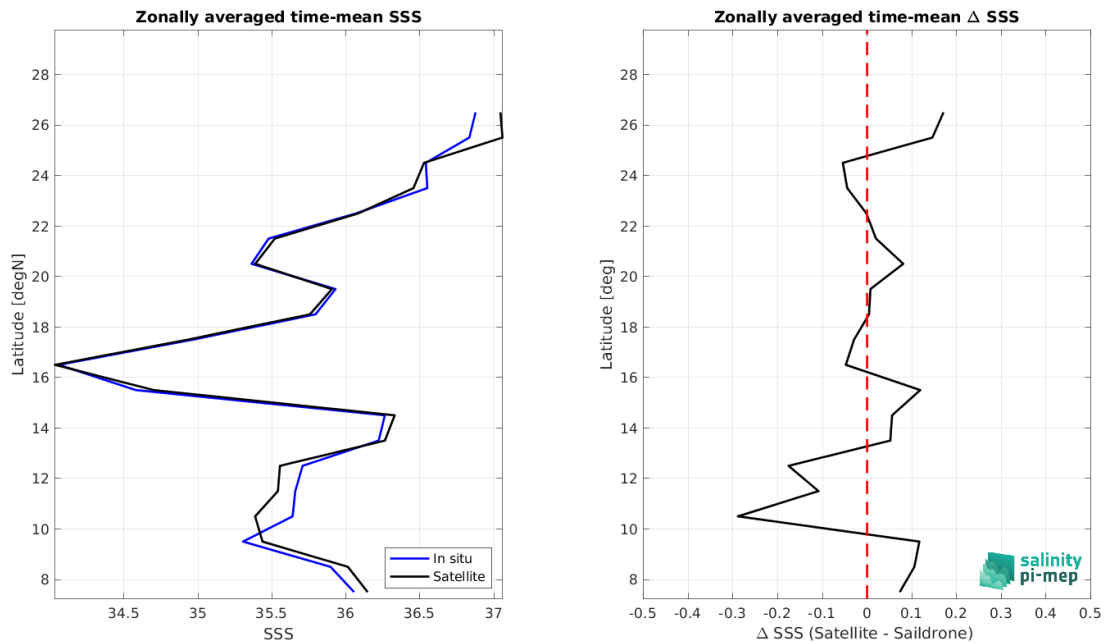 Zonally averaged time-mean SSS
28
26
24
22
20
18
16
14
12
10
8
Latitude [degN]
34.5 35 35.5 36 36.5 37
SSS
In situ
Satellite
Zonally averaged time-mean Δ SSS
28
26
24
22
20
18
16
14
12
10
8
Latitude [deg]
-0.5 -0.4 -0.3 -0.2 -0.1 0 0.1 0.2 0.3 0.4 0.5
Δ SSS (Satellite - Saildrone)
salinity
pi-mep